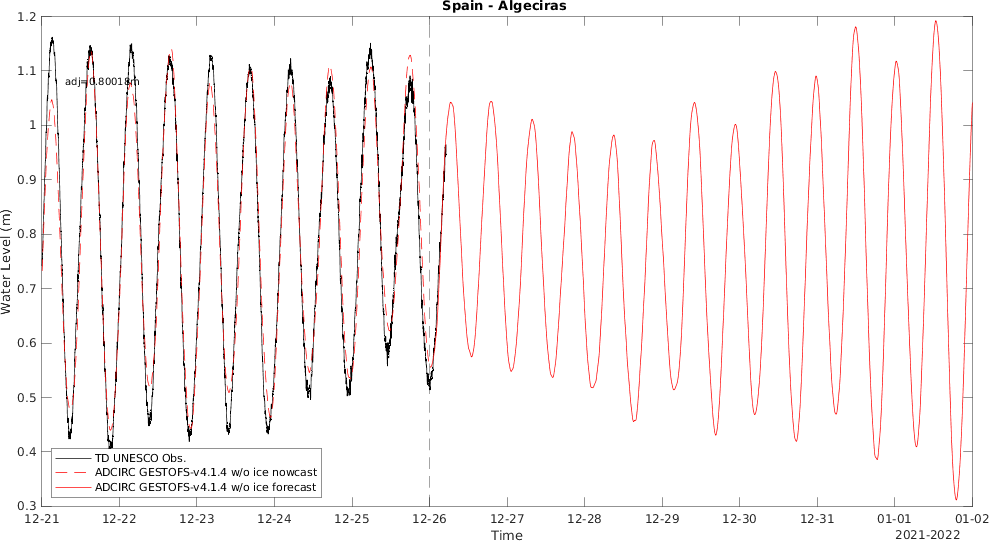 Spain - Algeciras
1.2
1.1
1
0.9
0.8
0.7
0.6
0.5
0.4
0.3
Water Level (m)
adj=0.80018m
TD UNESCO Obs.
ADCIRC GESTOFS-v4.1.4 w/o ice nowcast
ADCIRC GESTOFS-v4.1.4 w/o ice forecast
12-21 12-22 12-23 12-24 12-25 12-26 12-27 12-28 12-29 12-30 12-31 01-01 01-02
Time
2021-2022